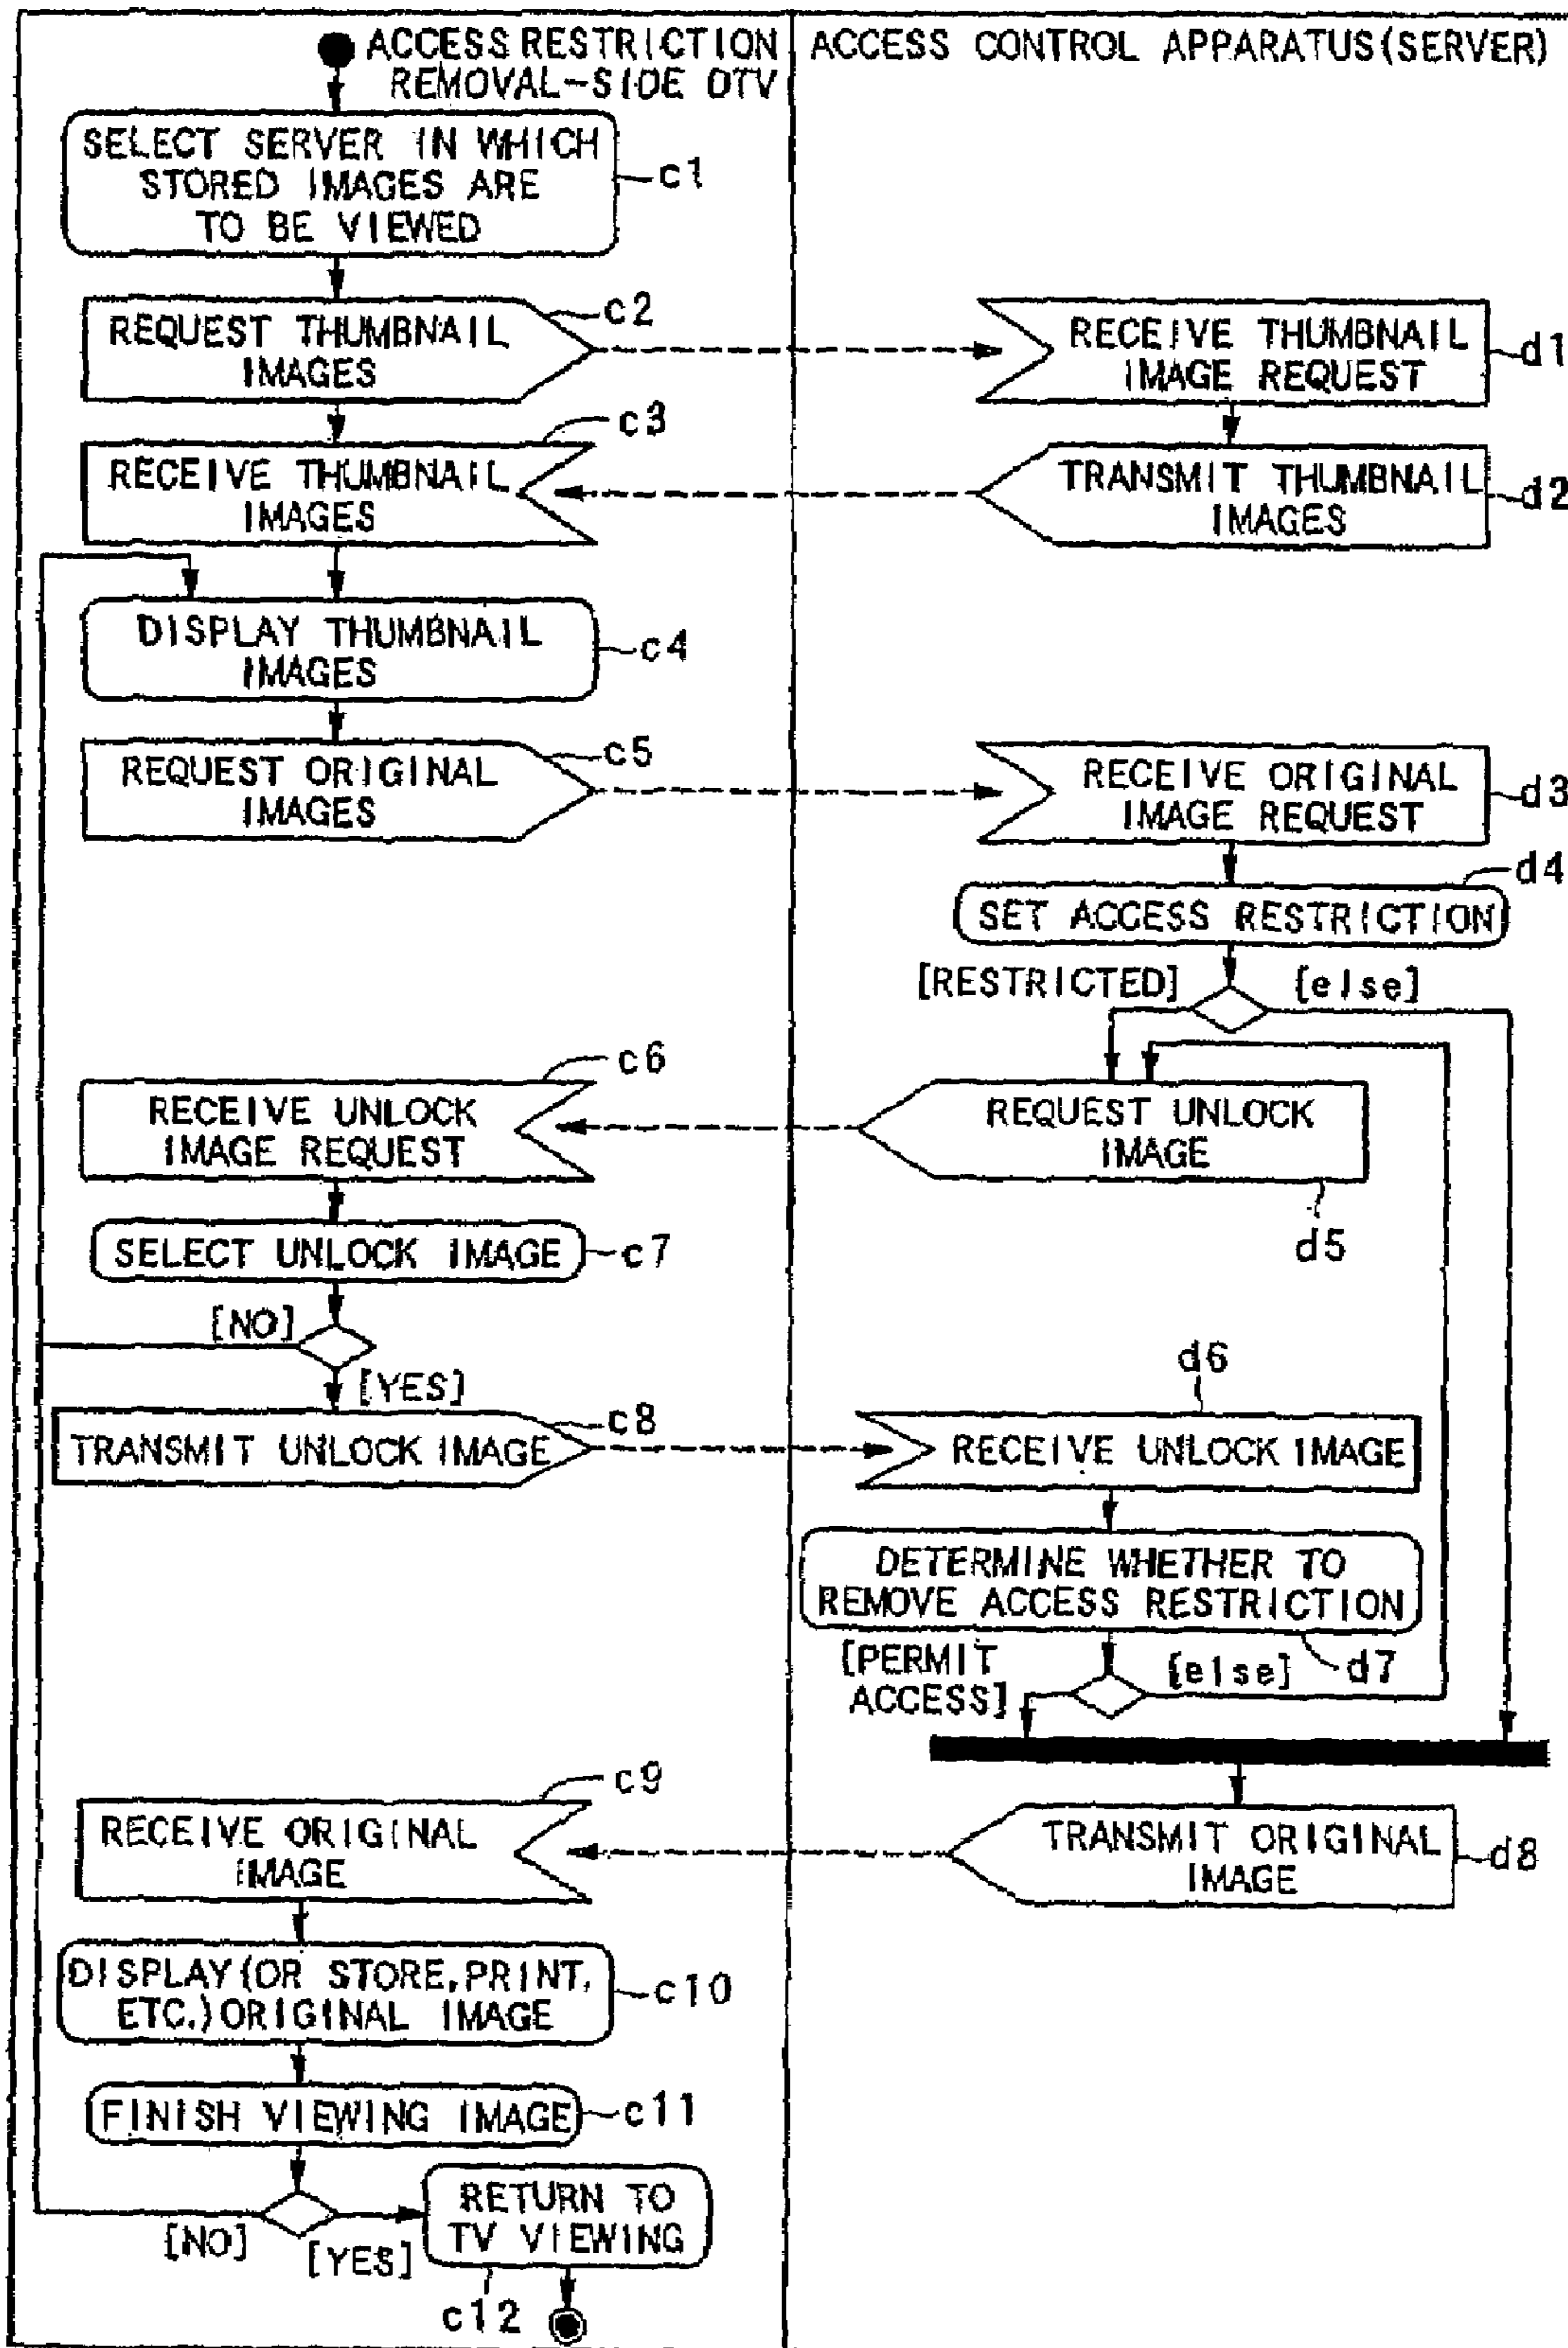 ACCESS RESTRICTION
REMOVAL-SIDE DTV
ACCESS CONTROL APPARATUS(SERVER)
SELECT SERVER IN WHICH
STORED IMAGES ARE
TO BE VIEWED
c1
REQUEST THUMBNAIL
IMAGES
c2
RECEIVE THUMBNAIL
IMAGE REQUEST
d1
RECEIVE THUMBNAIL
IMAGES
c3
TRANSMIT THUMBNAIL
IMAGES
d2
DISPLAY THUMBNAIL
IMAGES
c4
REQUEST ORIGINAL
IMAGES
c5
RECEIVE ORIGINAL
IMAGE REQUEST
d3
SET ACCESS RESTRICTION
d4
[RESTRICTED]
[else]
RECEIVE UNLOCK
IMAGE REQUEST
c6
REQUEST UNLOCK
IMAGE
d5
SELECT UNLOCK IMAGE
c7
[NO]
[YES]
TRANSMIT UNLOCK IMAGE
c8
d6
RECEIVE UNLOCK IMAGE
DETERMINE WHETHER TO
REMOVE ACCESS RESTRICTION
d7
[PERMIT
ACCESS]
[else]
RECEIVE ORIGINAL
IMAGE
c9
TRANSMIT ORIGINAL
IMAGE
d8
DISPLAY(OR STORE,PRINT,
ETC.)ORIGINAL IMAGE
c10
FINISH VIEWING IMAGE
c11
[NO]
[YES]
RETURN TO
TV VIEWING
c12